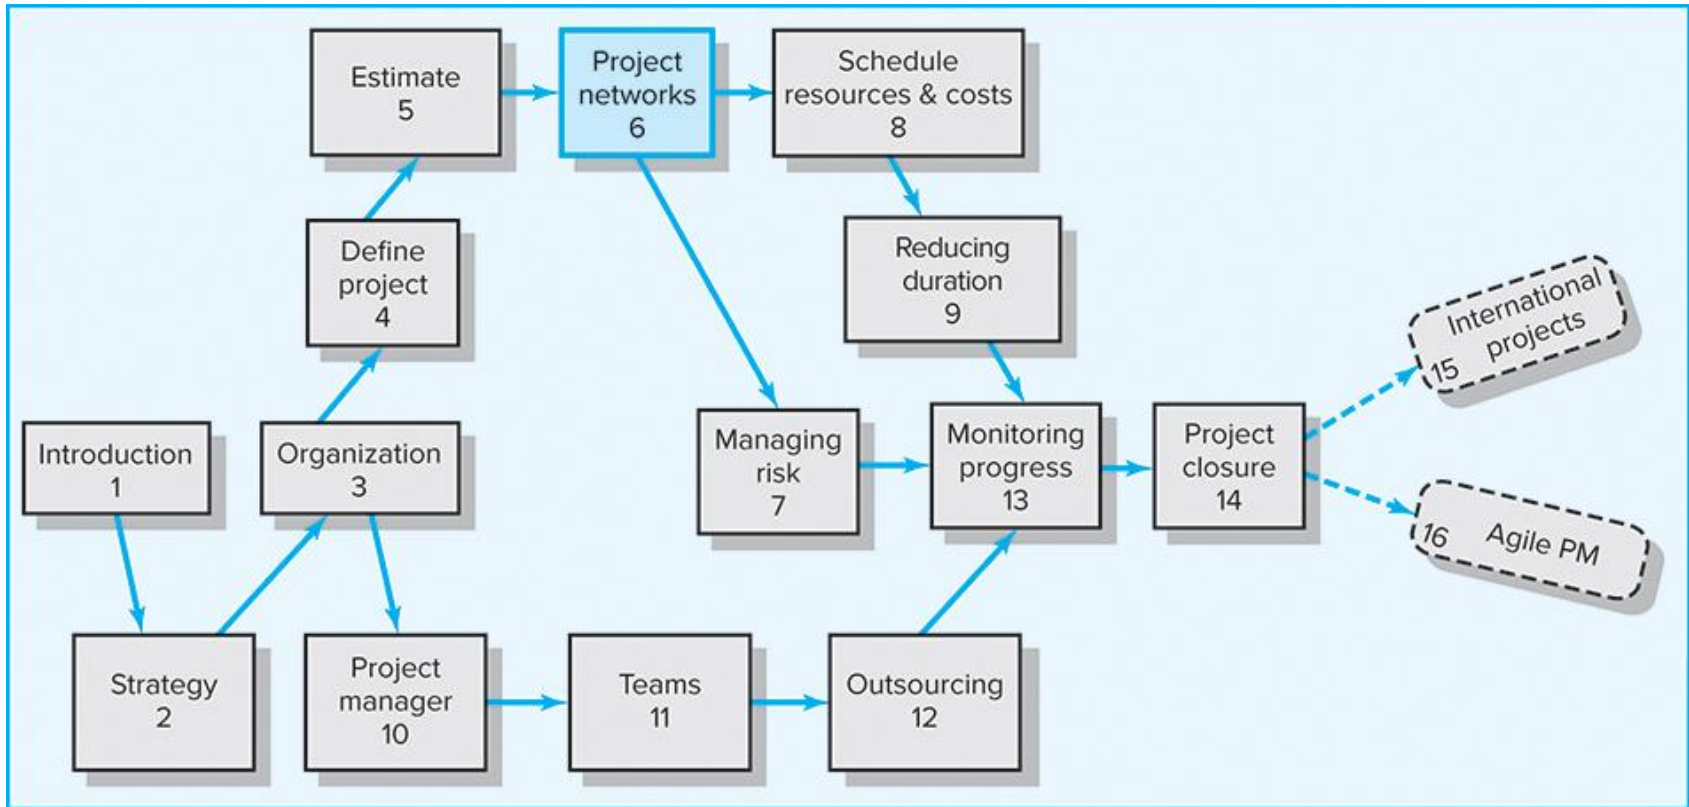 Estimate
5
Project
networks
6
Schedule
resources & costs
8
Define
project
4
Reducing
duration
9
International
projects
15
Introduction
1
Organization
3
Managing
risk
7
Monitoring
progress
13
Project
closure
14
16 Agile PM
Strategy
2
Project
manager
10
Teams
11
Outsourcing
12